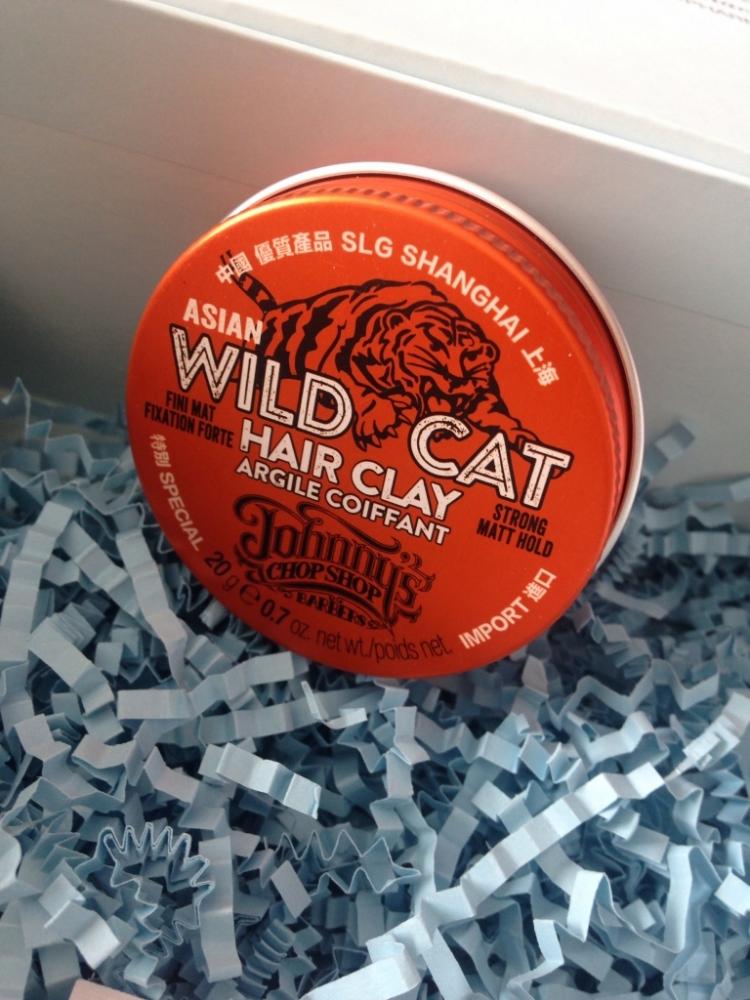 中國 優質產品 SLG SHANGHAI 上海
ASIAN
WILD CAT
FINI MAT
FIXATION FORTE
HAIR CLAY
ARGILE COIFFANT
STRONG
MATT HOLD
特別 SPECIAL
Johnny's
CHOP SHOP
BARBERS
20 g e 0.7 oz. net wt./poids net.
IMPORT 進口